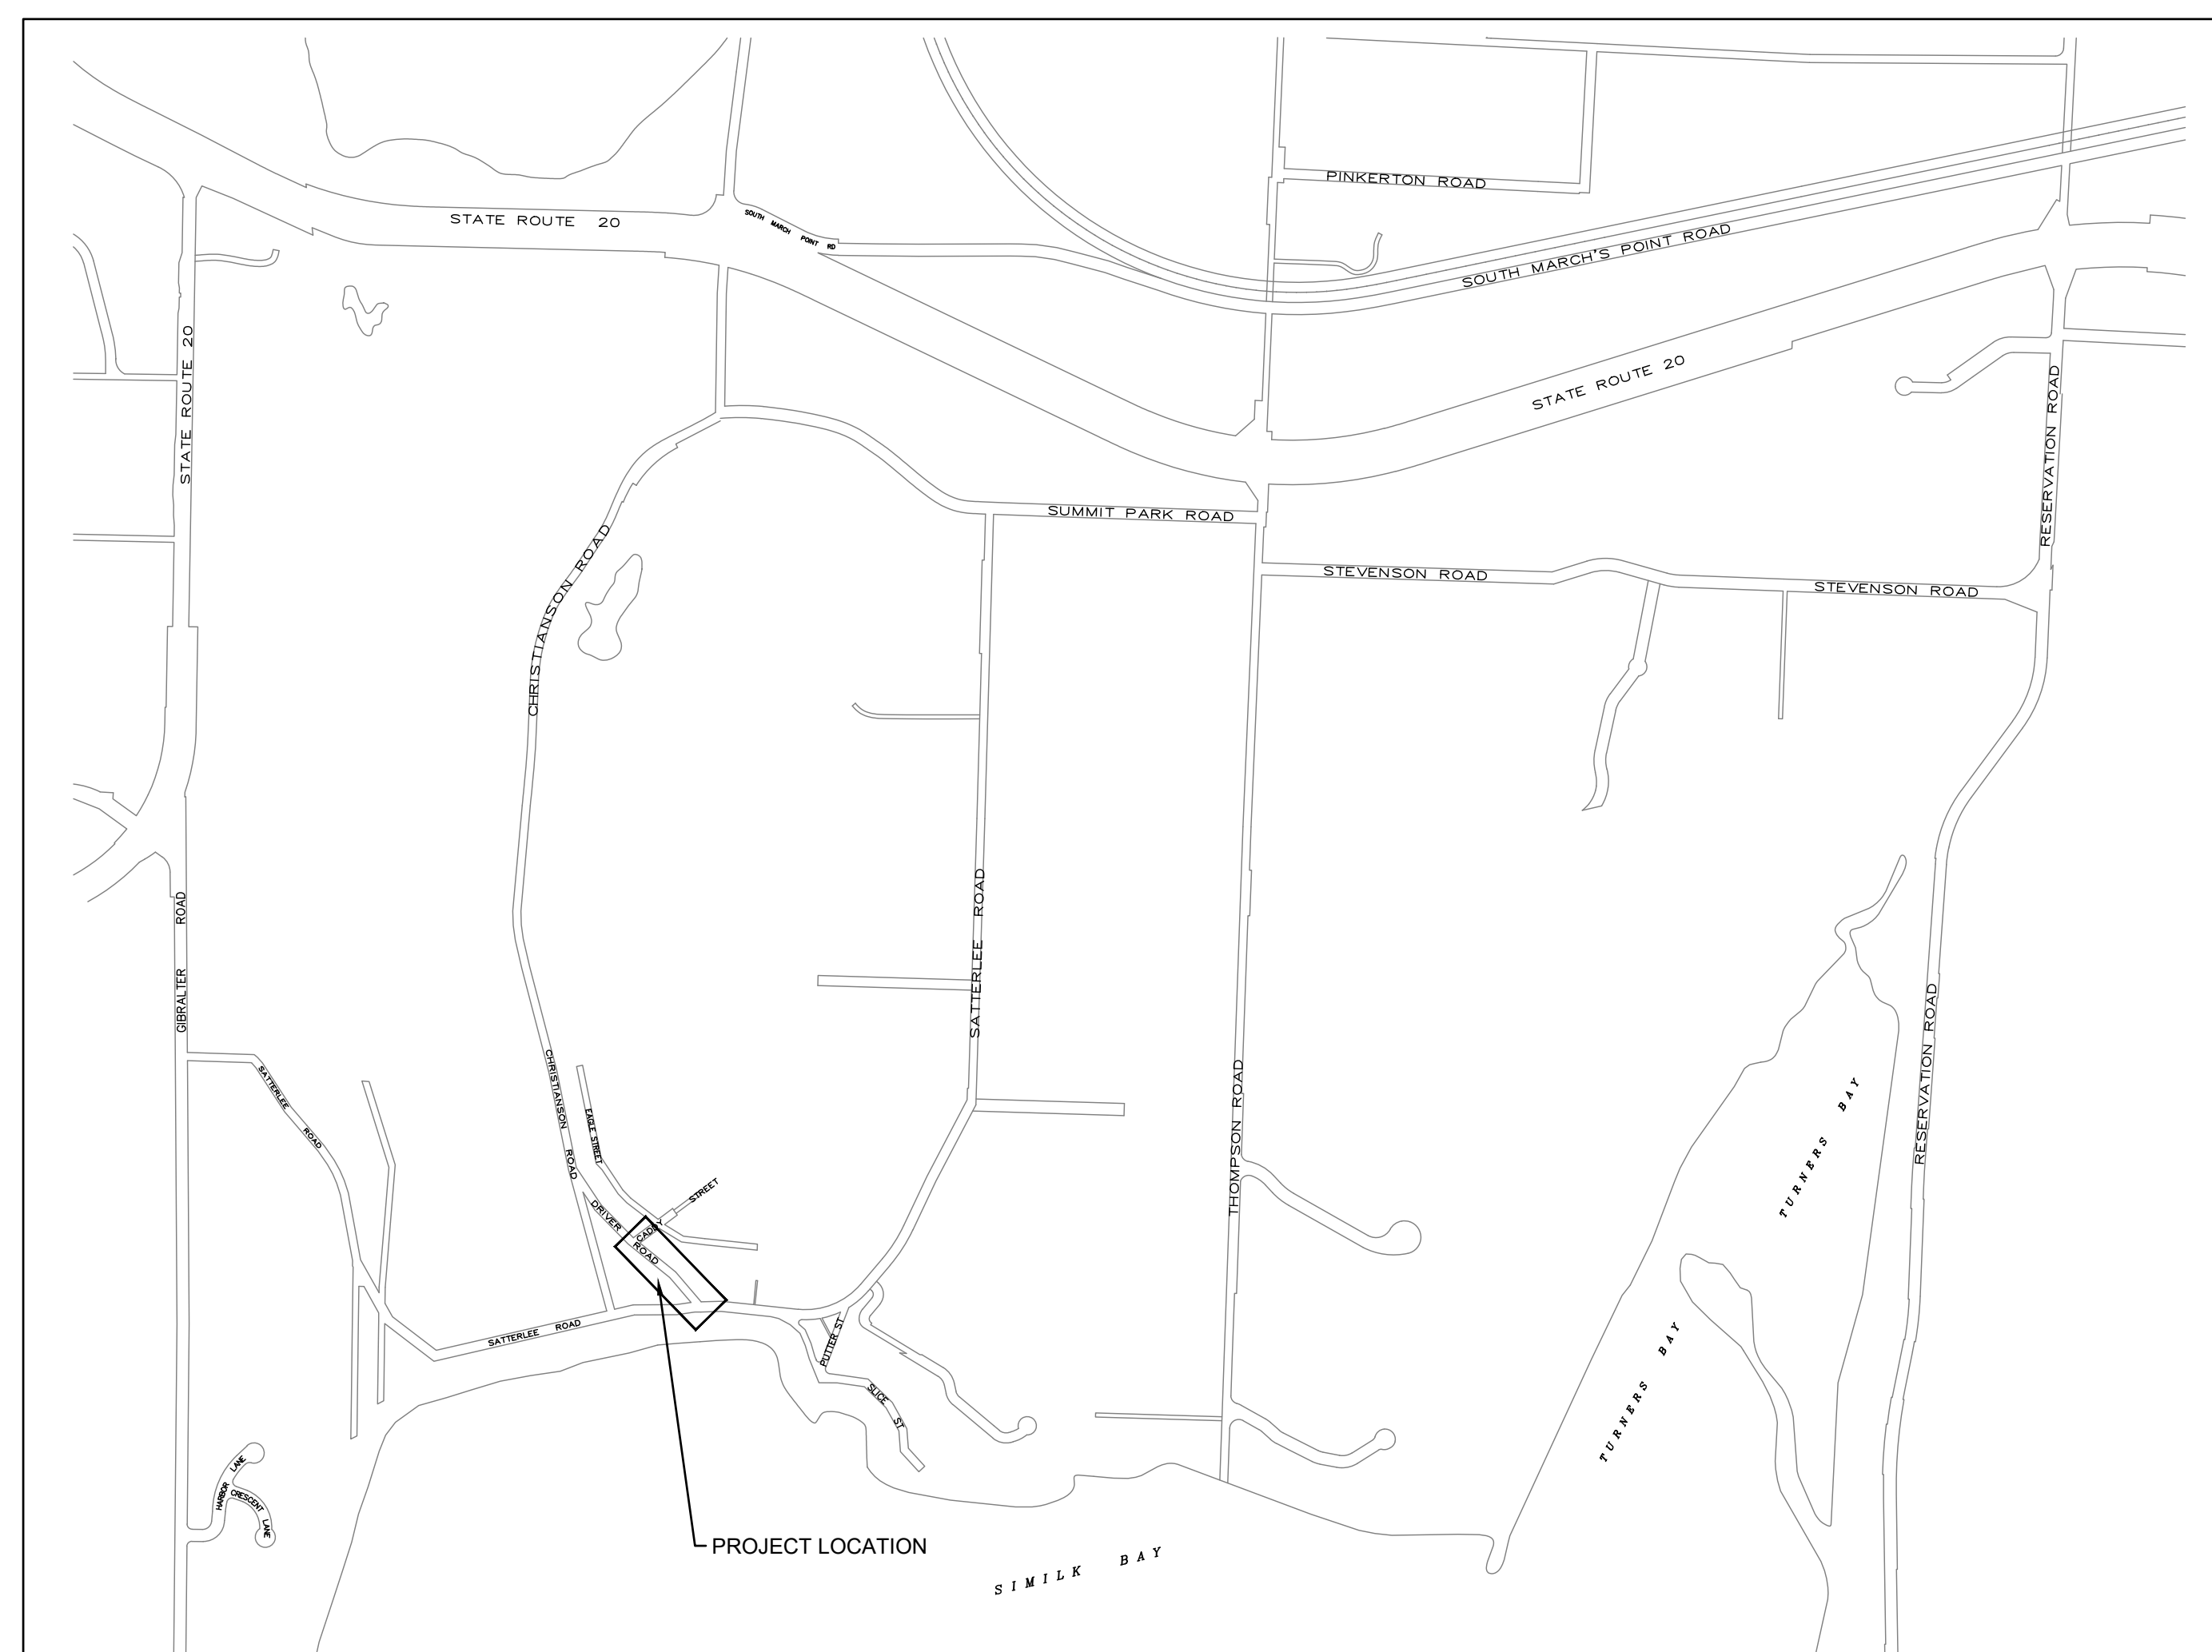 PINKERTON ROAD
STATE ROUTE 20
SOUTH MARCH POINT RD
SOUTH MARCH'S POINT ROAD
STATE ROUTE 20
STATE ROUTE 20
RESERVATION ROAD
SUMMIT PARK ROAD
CHRISTIANSON ROAD
STEVENSON ROAD
STEVENSON ROAD
GIBRALTER ROAD
SATTERLEE ROAD
RESERVATION ROAD
SATTERLEE ROAD
CHRISTIANSON ROAD
EAGLE STREET
THOMPSON ROAD
TURNERS BAY
CADDY STREET
DRIVER ROAD
SATTERLEE ROAD
PUTTER ST
SLICE ST
TURNERS BAY
HARBOR LANE
CRESCENT LANE
PROJECT LOCATION
SIMILK BAY